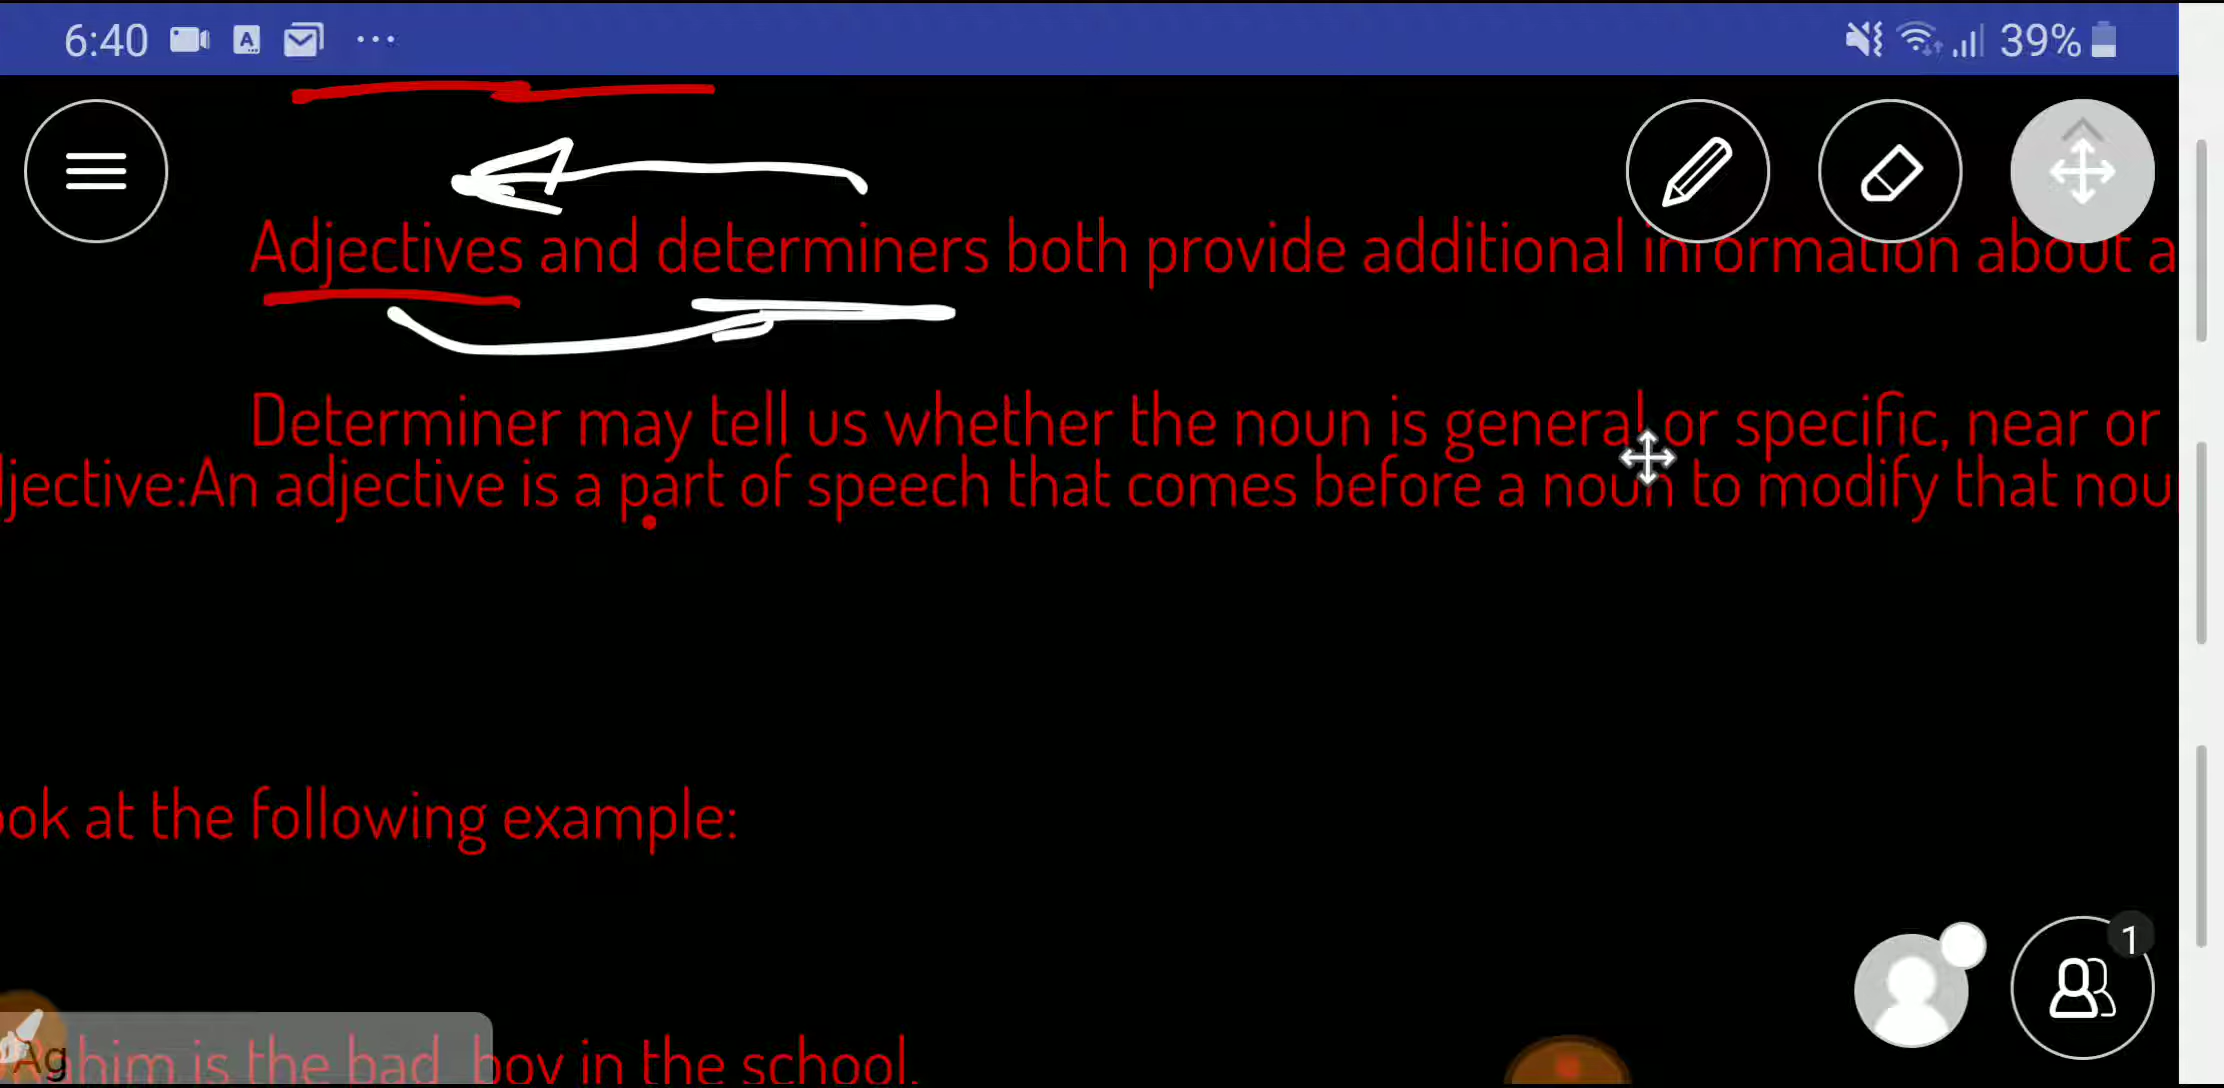 6:40 A 39%
Adjectives and determiners both provide additional information about a
Determiner may tell us whether the noun is general or specific, near or
jective:An adjective is a part of speech that comes before a noun to modify that nou
ok at the following example:
1
him is the bad boy in the school.
Ag